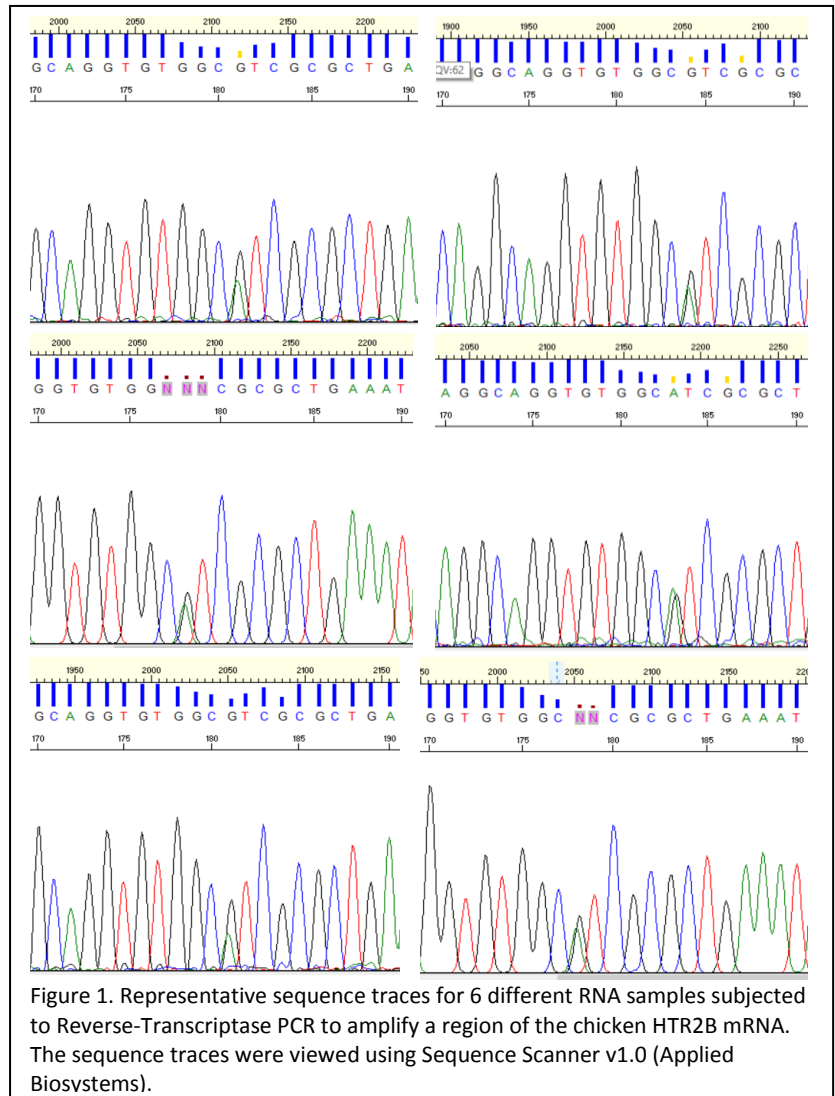 2000 2050 2100 2150 2200
G C A G G T G T G G C G T C G C G C T G A
170 175 180 185 190
1900 1950 2000 2050 2100
QV:62 G G C A G G T G T G G C G T C G C G C
170 175 180 185 190
2000 2050 2100 2150 2200
G G T G T G G N N N C G C G C T G A A A T
170 175 180 185 190
2050 2100 2150 2200 2250
A G G C A G G T G T G G C A T C G C G C T
170 175 180 185 190
1950 2000 2050 2100 2150
G C A G G T G T G G C G T C G C G C T G A
170 175 180 185 190
50 2000 2050 2100 2150 220
G G T G T G G C N N C G C G C T G A A A T
170 175 180 185 190
Figure 1. Representative sequence traces for 6 different RNA samples subjected
to Reverse-Transcriptase PCR to amplify a region of the chicken HTR2B mRNA.
The sequence traces were viewed using Sequence Scanner v1.0 (Applied
Biosystems).